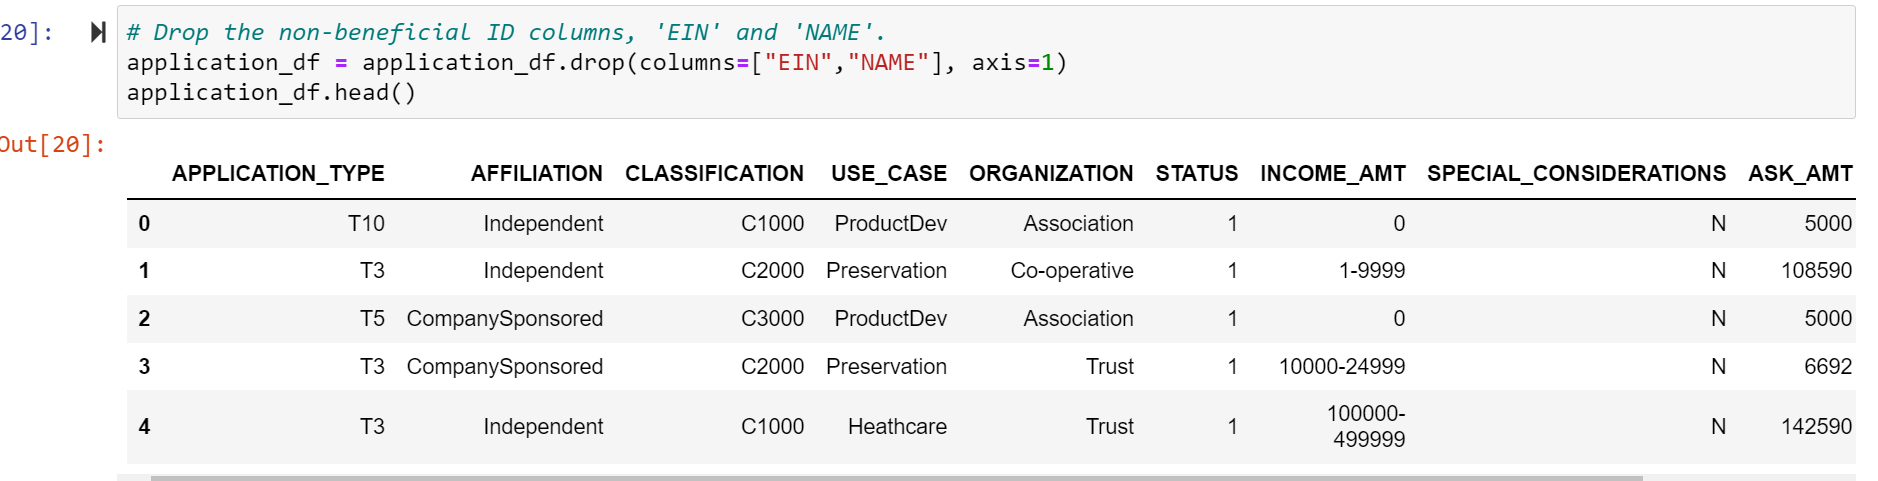 20]:
# Drop the non-beneficial ID columns, 'EIN' and 'NAME'.
application_df = application_df.drop(columns=["EIN","NAME"], axis=1)
application_df.head()
Out[20]:
APPLICATION_TYPE AFFILIATION CLASSIFICATION USE_CASE ORGANIZATION STATUS INCOME_AMT SPECIAL_CONSIDERATIONS ASK_AMT
0 T10 Independent C1000 ProductDev Association 1 0 N 5000
1 T3 Independent C2000 Preservation Co-operative 1 1-9999 N 108590
2 T5 CompanySponsored C3000 ProductDev Association 1 0 N 5000
3 T3 CompanySponsored C2000 Preservation Trust 1 10000-24999 N 6692
4 T3 Independent C1000 Heathcare Trust 1 100000-
499999 N 142590